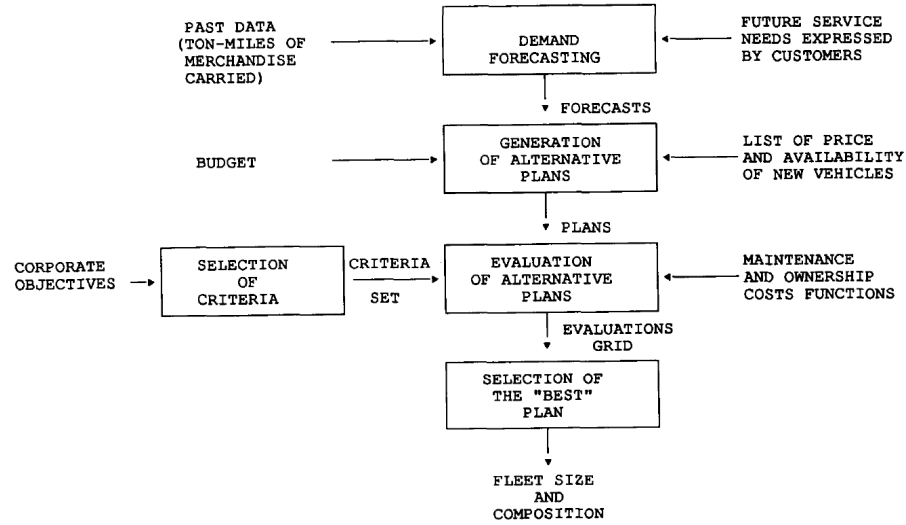 PAST DATA
(TON-MILES OF
MERCHANDISE
CARRIED)
DEMAND
FORECASTING
FUTURE SERVICE
NEEDS EXPRESSED
BY CUSTOMERS
FORECASTS
BUDGET
GENERATION
OF ALTERNATIVE
PLANS
LIST OF PRICE
AND AVAILABILITY
OF NEW VEHICLES
PLANS
CORPORATE
OBJECTIVES
SELECTION
OF
CRITERIA
CRITERIA
SET
EVALUATION
OF ALTERNATIVE
PLANS
MAINTENANCE
AND OWNERSHIP
COSTS FUNCTIONS
EVALUATIONS
GRID
SELECTION OF
THE "BEST"
PLAN
FLEET SIZE
AND
COMPOSITION